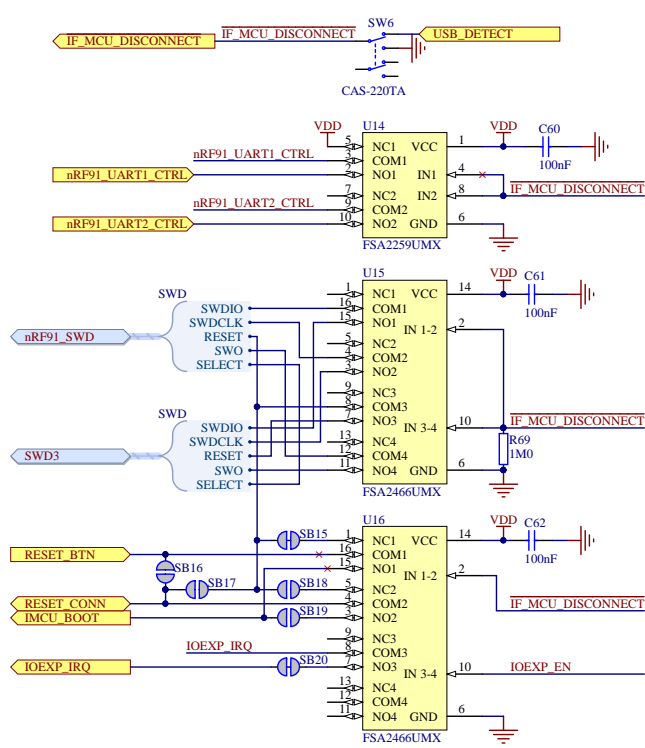 SW6
IF_MCU_DISCONNECT
IF_MCU_DISCONNECT
USB_DETECT
CAS-220TA
U14
VDD
VDD
C60
100nF
5 NC1 VCC 1
nRF91_UART1_CTRL 3 COM1
nRF91_UART1_CTRL 2 NO1 IN1 4
7 NC2 IN2 8 IF_MCU_DISCONNECT
nRF91_UART2_CTRL 9 COM2
nRF91_UART2_CTRL 10 NO2 GND 6
FSA2259UMX
U15
VDD
C61
100nF
SWD
1 NC1 VCC 14
SWDIO 16 COM1
SWDCLK 15 NO1 IN 1-2 2
nRF91_SWD RESET 5 NC2
SWO 4 COM2
SELECT 3 NO2
9 NC3
8 COM3
SWD
7 NO3 IN 3-4 10 IF_MCU_DISCONNECT
SWDIO
SWDCLK 13 NC4
SWD3 RESET 12 COM4
SWO 11 NO4 GND 6
SELECT
R69
1M0
FSA2466UMX
U16
VDD
C62
100nF
SB15 1 NC1 VCC 14
RESET_BTN 16 COM1
SB16 15 NO1 IN 1-2 2
SB17 SB18 5 NC2
RESET_CONN 4 COM2
IMCU_BOOT SB19 3 NO2
IF_MCU_DISCONNECT
9 NC3
IOEXP_IRQ 8 COM3
IOEXP_IRQ SB20 7 NO3 IN 3-4 10 IOEXP_EN
13 NC4
12 COM4
11 NO4 GND 6
FSA2466UMX